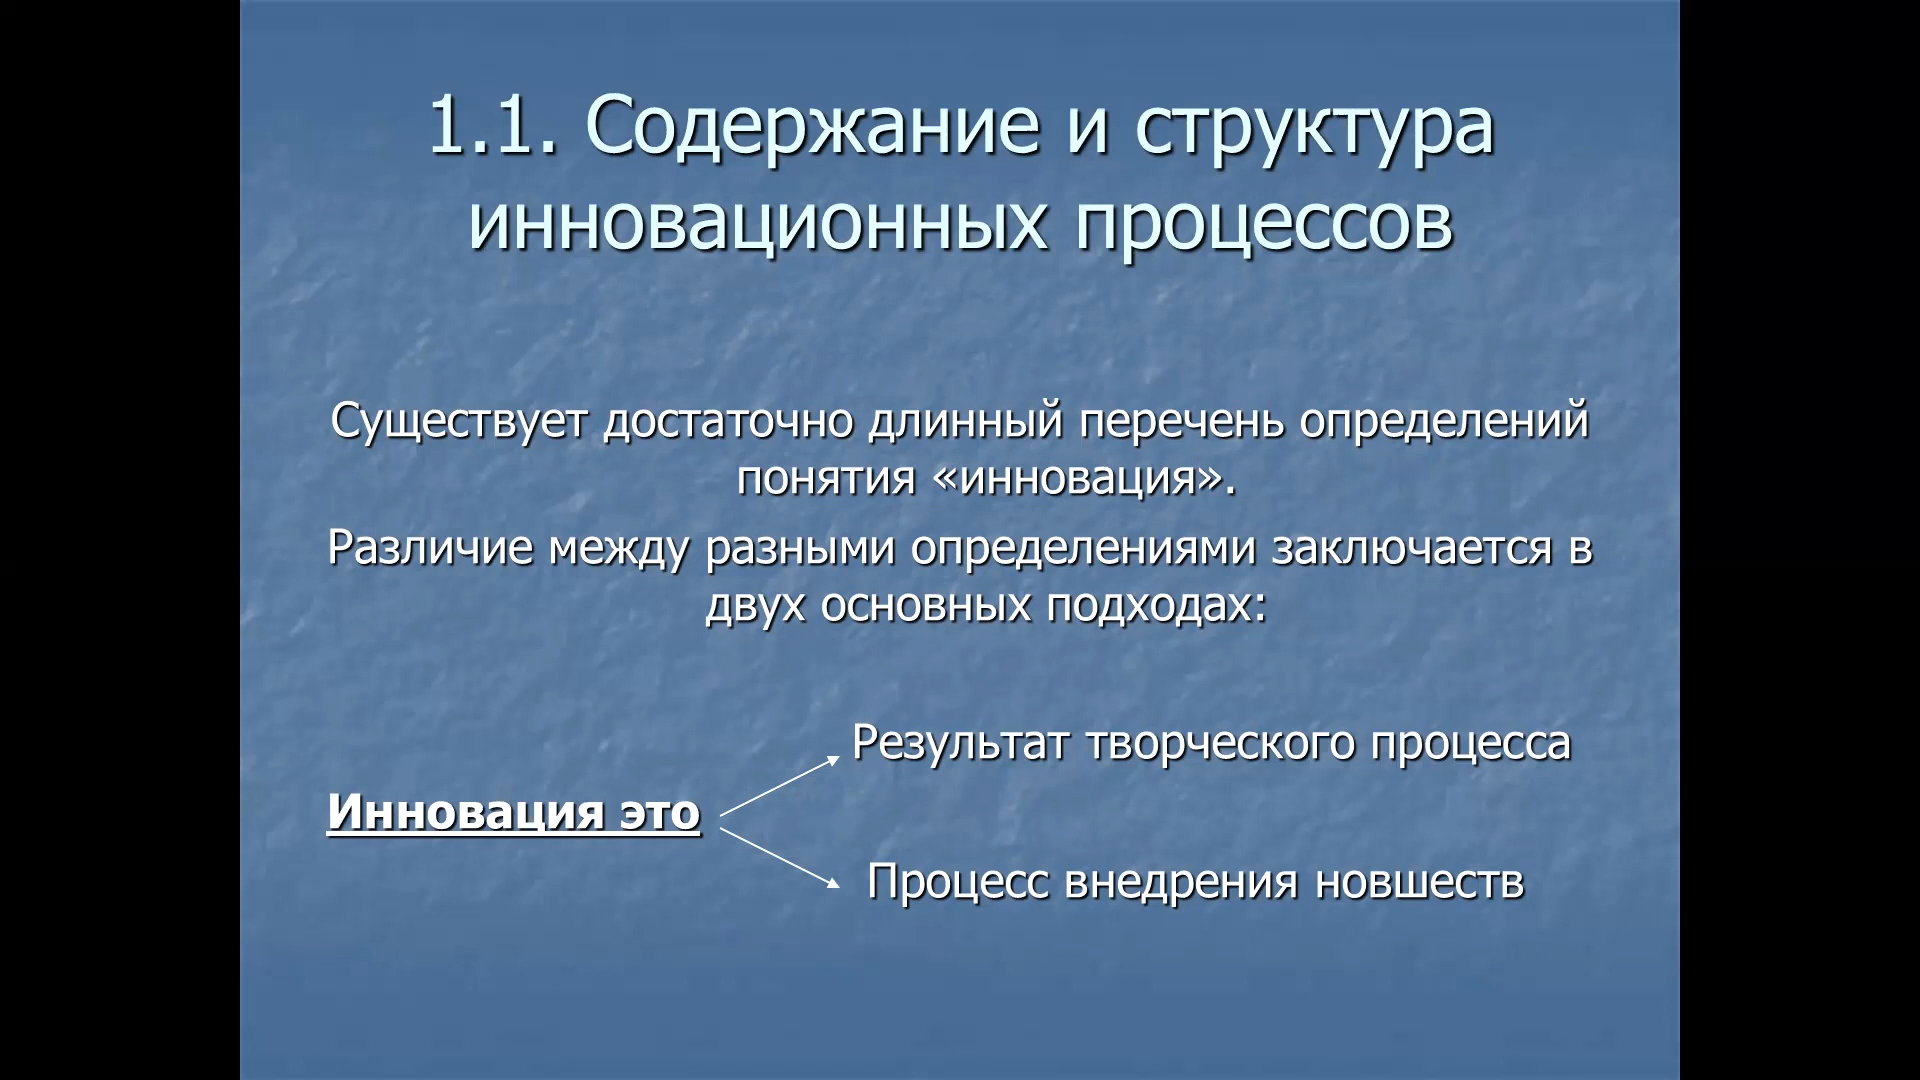 1.1. Содержание и структура
инновационных процессов
Существует достаточно длинный перечень определений
понятия «инновация».
Различие между разными определениями заключается в
двух основных подходах:
Результат творческого процесса
Инновация это
Процесс внедрения новшеств